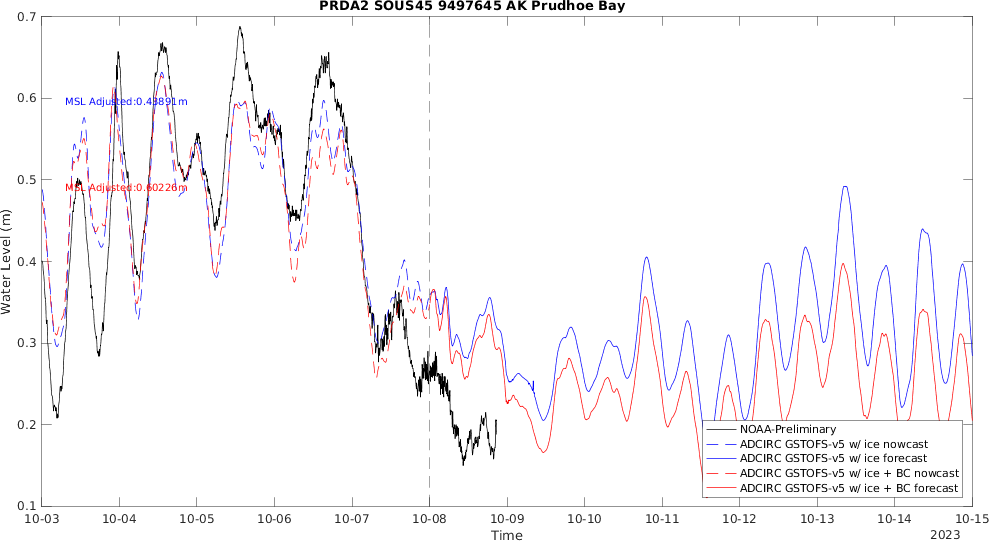 PRDA2 SOUS45 9497645 AK Prudhoe Bay
0.7
0.6
0.5
0.4
0.3
0.2
0.1
Water Level (m)
MSL Adjusted:0.43891m
MSL Adjusted:0.60226m
NOAA-Preliminary
ADCIRC GSTOFS-v5 w/ ice nowcast
ADCIRC GSTOFS-v5 w/ ice forecast
ADCIRC GSTOFS-v5 w/ ice + BC nowcast
ADCIRC GSTOFS-v5 w/ ice + BC forecast
10-03 10-04 10-05 10-06 10-07 10-08 10-09 10-10 10-11 10-12 10-13 10-14 10-15
Time
2023